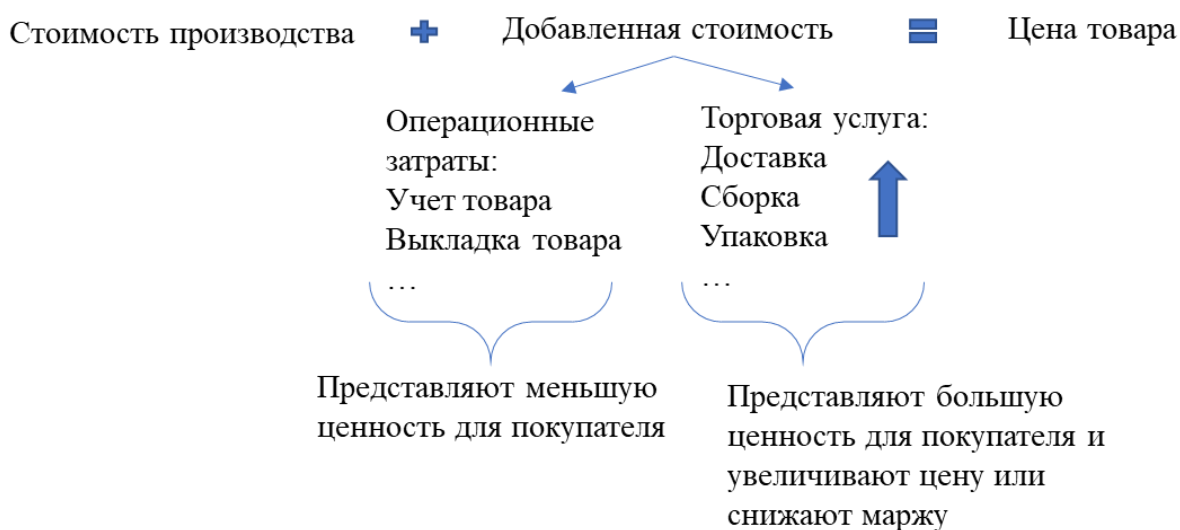 Стоимость производства + Добавленная стоимость = Цена товара
Операционные
затраты:
Учет товара
Выкладка товара
…
Торговая услуга:
Доставка
Сборка
Упаковка
…
Представляют меньшую
ценность для покупателя
Представляют большую
ценность для покупателя и
увеличивают цену или
снижают маржу